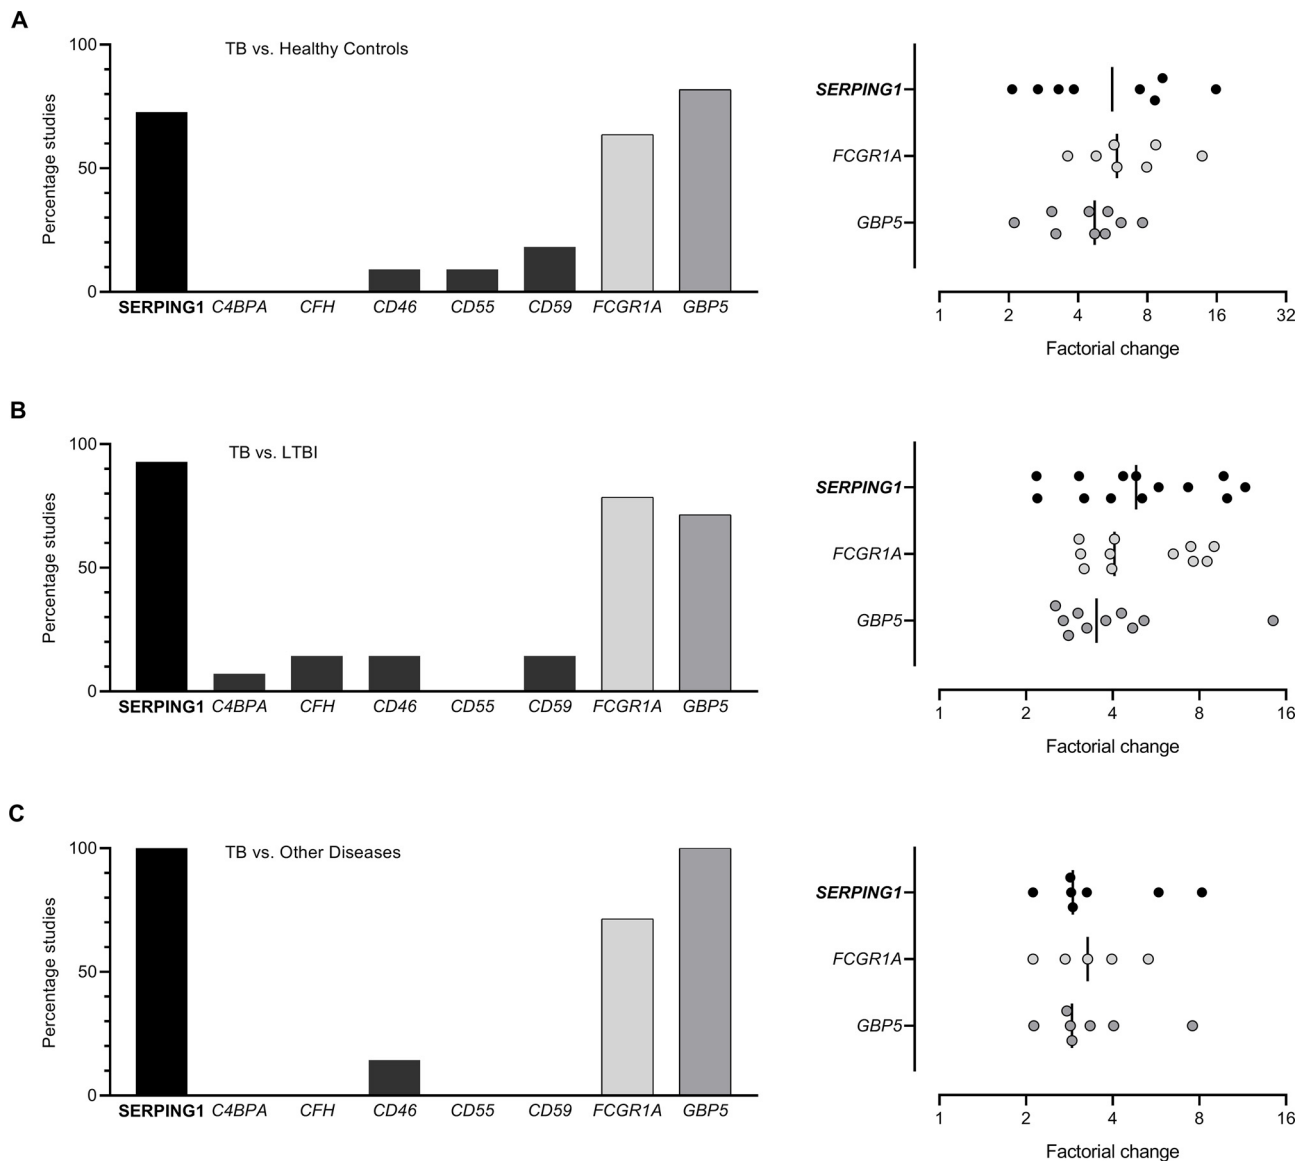 A
TB vs. Healthy Controls
Percentage studies
100
50
0
SERPING1 C4BPA CFH CD46 CD55 CD59 FCGR1A GBP5
SERPING1
FCGR1A
GBP5
1 2 4 8 16 32
Factorial change
B
TB vs. LTBI
Percentage studies
100
50
0
SERPING1 C4BPA CFH CD46 CD55 CD59 FCGR1A GBP5
SERPING1
FCGR1A
GBP5
1 2 4 8 16
Factorial change
C
TB vs. Other Diseases
Percentage studies
100
50
0
SERPING1 C4BPA CFH CD46 CD55 CD59 FCGR1A GBP5
SERPING1
FCGR1A
GBP5
1 2 4 8 16
Factorial change